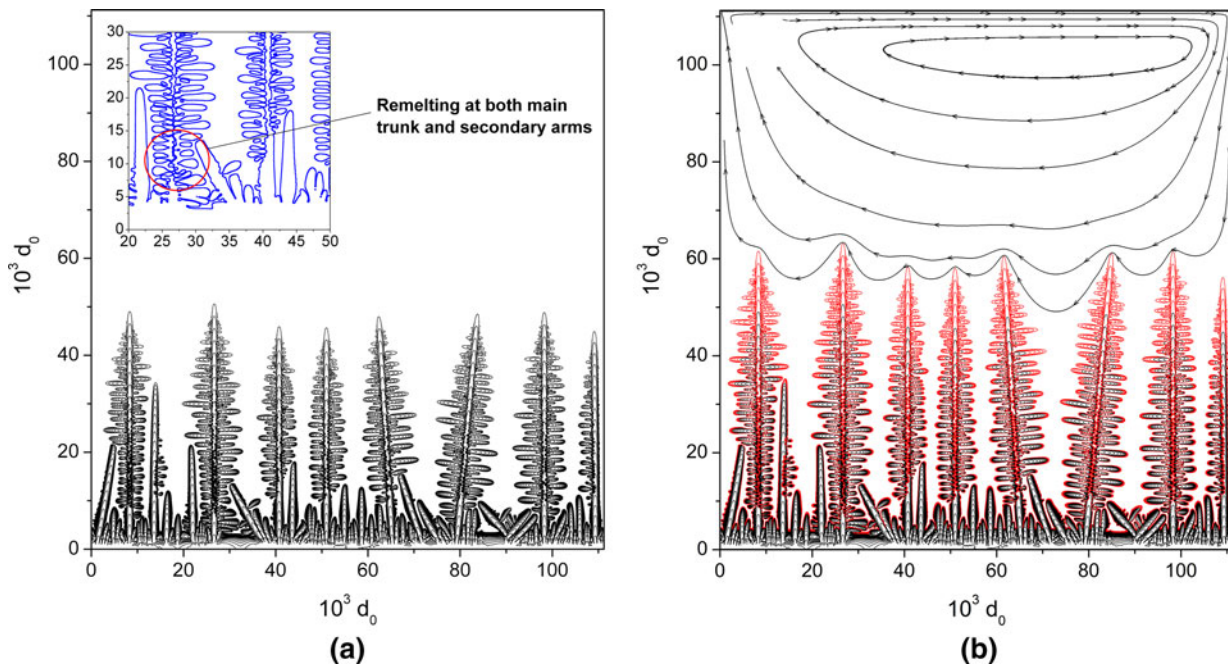 30
25
20
15
10
5
0
20 25 30 35 40 45 50
Remelting at both main
trunk and secondary arms
100
80
60
40
20
0
10³ d₀
0 20 40 60 80 100
10³ d₀
(a)
100
80
60
40
20
0
10³ d₀
0 20 40 60 80 100
10³ d₀
(b)